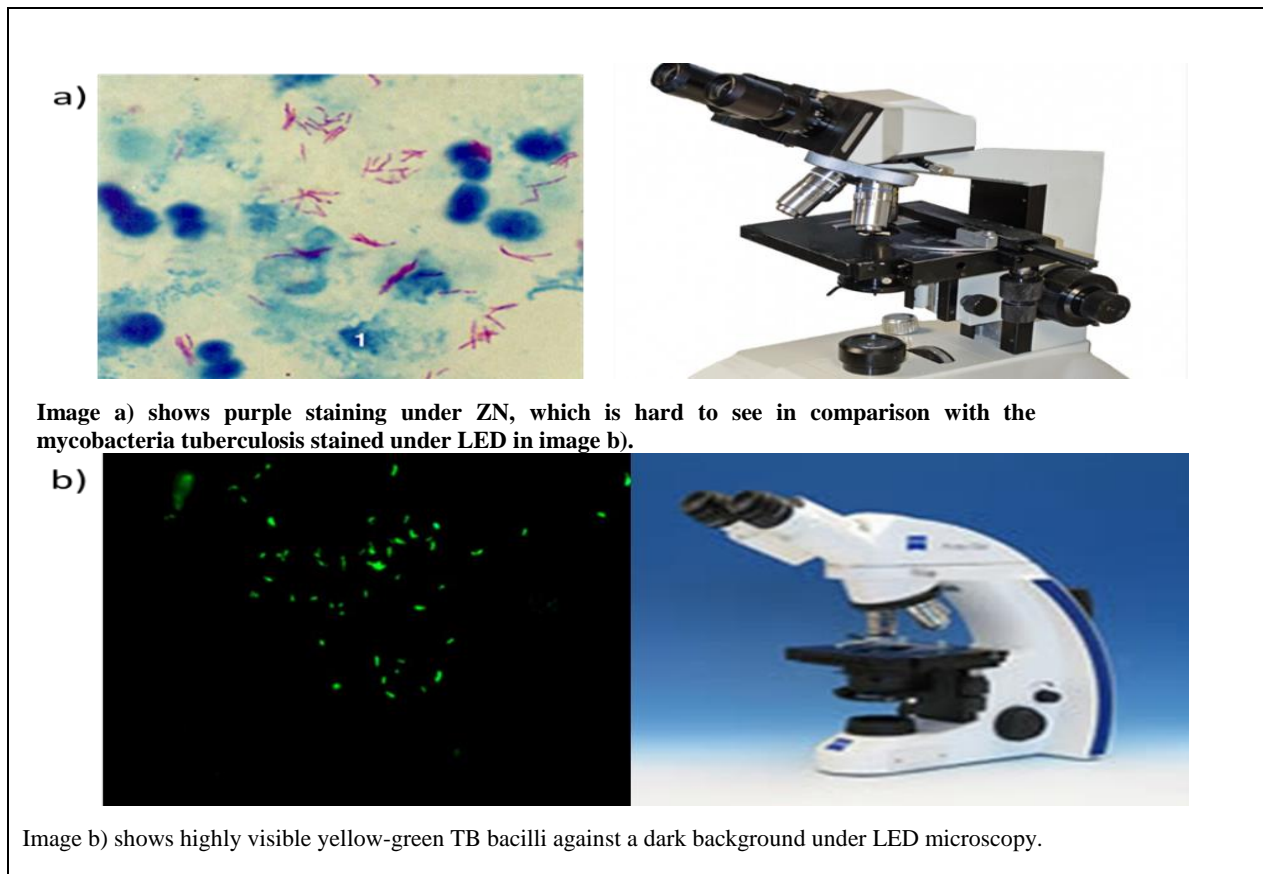 a)
1
Image a) shows purple staining under ZN, which is hard to see in comparison with the
mycobacteria tuberculosis stained under LED in image b).
b)
Image b) shows highly visible yellow-green TB bacilli against a dark background under LED microscopy.